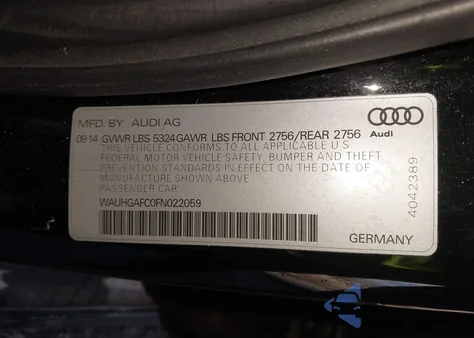 MFD. BY AUDI AG
09.14 GVWR LBS 5324 GAWR LBS FRONT 2756/REAR 2756
THIS VEHICLE CONFORMS TO ALL APPLICABLE U S
FEDERAL MOTOR VEHICLE SAFETY, BUMPER AND THEFT
PREVENTION STANDARDS IN EFFECT ON THE DATE OF
MANUFACTURE SHOWN ABOVE
PASSENGER CAR
WAUHGAFC0FN022059
Audi
4042389
GERMANY